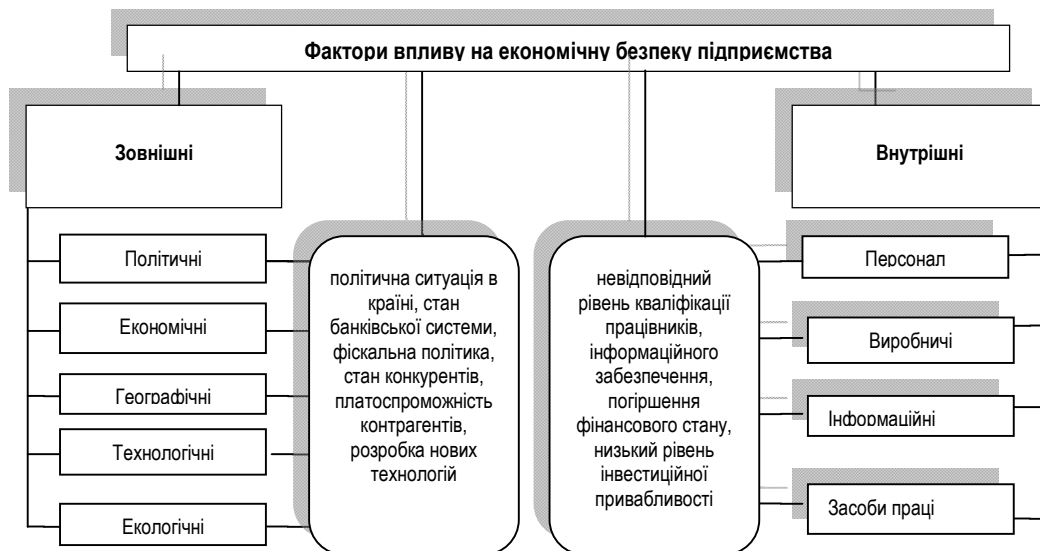 Фактори впливу на економічну безпеку підприємства
Зовнішні
Внутрішні
Політичні
Економічні
Географічні
Технологічні
Екологічні
політична ситуація в
країні, стан
банківської системи,
фіскальна політика,
стан конкурентів,
платоспроможність
контрагентів,
розробка нових
технологій
невідповідний
рівень кваліфікації
працівників,
інформаційного
забезпечення,
погіршення
фінансового стану,
низький рівень
інвестиційної
привабливості
Персонал
Виробничі
Інформаційні
Засоби праці